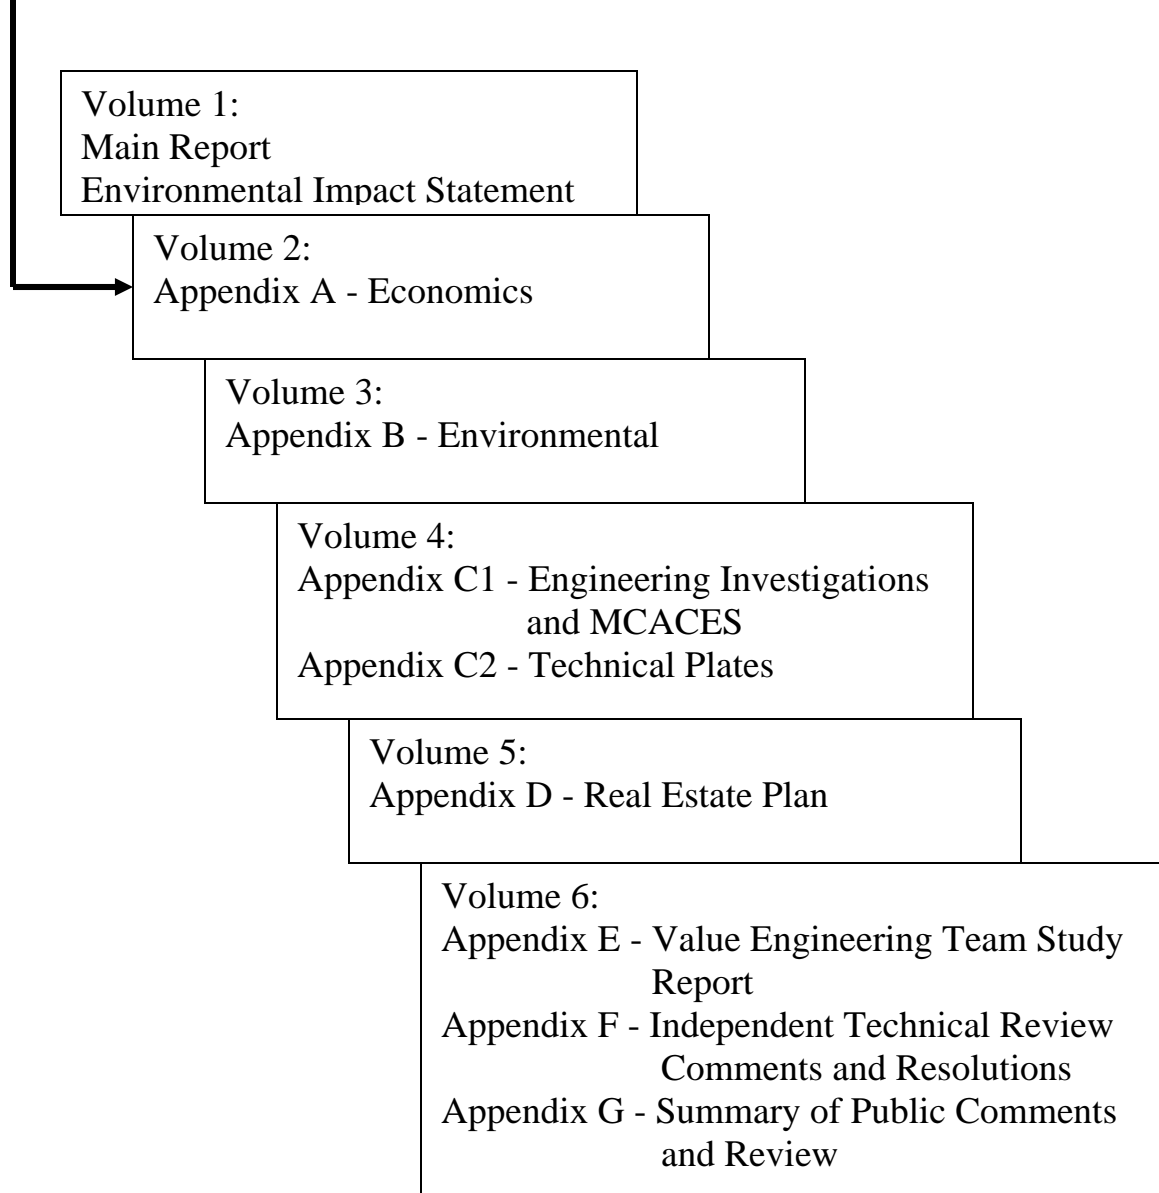 Volume 1:
Main Report
Environmental Impact Statement
Volume 2:
Appendix A - Economics
Volume 3:
Appendix B - Environmental
Volume 4:
Appendix C1 - Engineering Investigations
and MCACES
Appendix C2 - Technical Plates
Volume 5:
Appendix D - Real Estate Plan
Volume 6:
Appendix E - Value Engineering Team Study
Report
Appendix F - Independent Technical Review
Comments and Resolutions
Appendix G - Summary of Public Comments
and Review